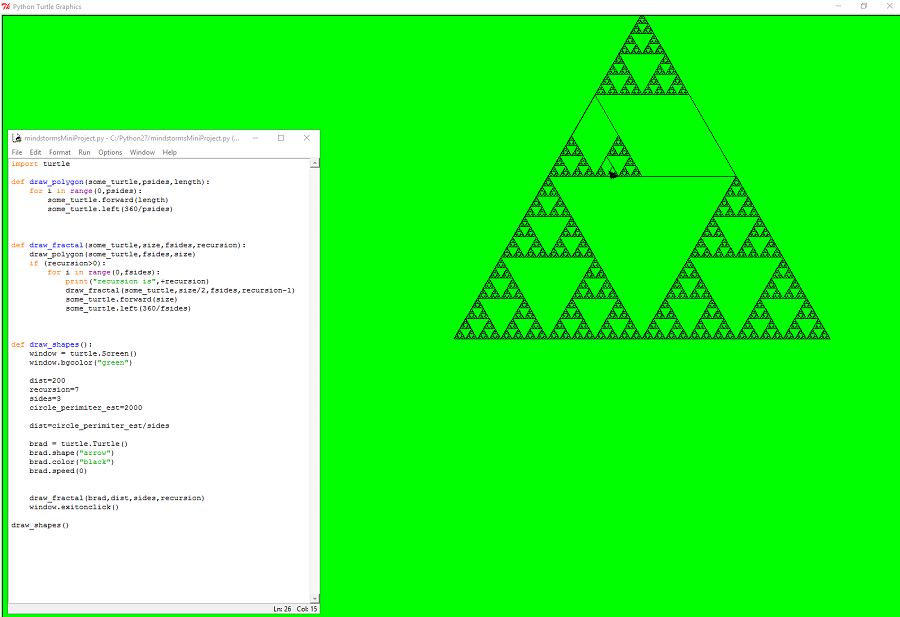 Python Turtle Graphics
mindstormsMiniProject.py - C:/Python27/mindstormsMiniProject.py (...
File Edit Format Run Options Window Help
import turtle
def draw_polygon(some_turtle,psides,length):
    for i in range(0,psides):
        some_turtle.forward(length)
        some_turtle.left(360/psides)
def draw_fractal(some_turtle,size,fsides,recursion):
    draw_polygon(some_turtle,fsides,size)
    if (recursion>0):
        for i in range(0,fsides):
            print("recursion is",+recursion)
            draw_fractal(some_turtle,size/2,fsides,recursion-1)
            some_turtle.forward(size)
            some_turtle.left(360/fsides)
def draw_shapes():
    window = turtle.Screen()
    window.bgcolor("green")
    dist=200
    recursion=7
    sides=3
    circle_perimiter_est=2000
    dist=circle_perimiter_est/sides
    brad = turtle.Turtle()
    brad.shape("arrow")
    brad.color("black")
    brad.speed(0)
    draw_fractal(brad,dist,sides,recursion)
    window.exitonclick()
draw_shapes()
Ln: 26 Col: 15